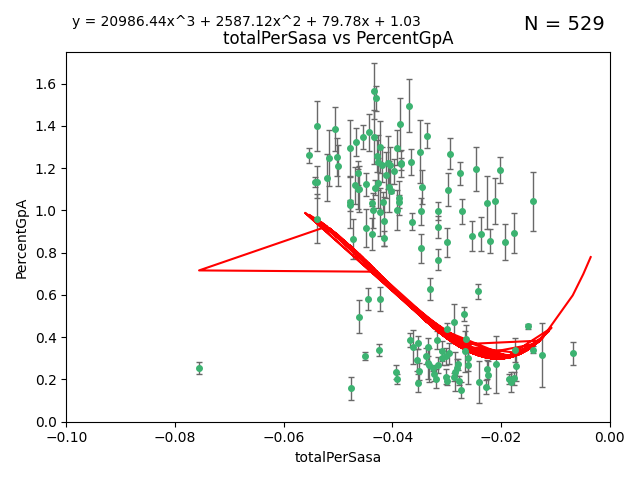 y = 20986.44x^3 + 2587.12x^2 + 79.78x + 1.03
N = 529
totalPerSasa vs PercentGpA
1.6
1.4
1.2
1.0
0.8
0.6
0.4
0.2
0.0
PercentGpA
−0.10 −0.08 −0.06 −0.04 −0.02 0.00
totalPerSasa